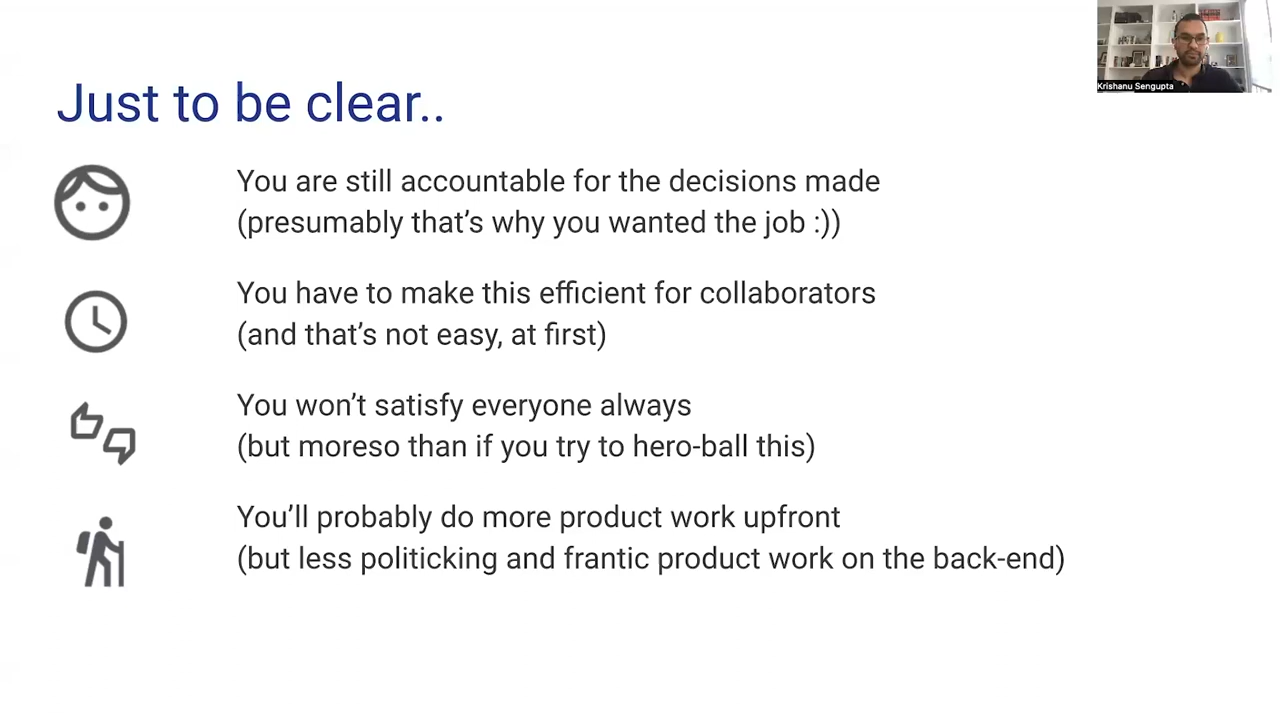 Krishanu Sengupta
Just to be clear..
You are still accountable for the decisions made
(presumably that's why you wanted the job :))
You have to make this efficient for collaborators
(and that's not easy, at first)
You won't satisfy everyone always
(but moreso than if you try to hero-ball this)
You'll probably do more product work upfront
(but less politicking and frantic product work on the back-end)